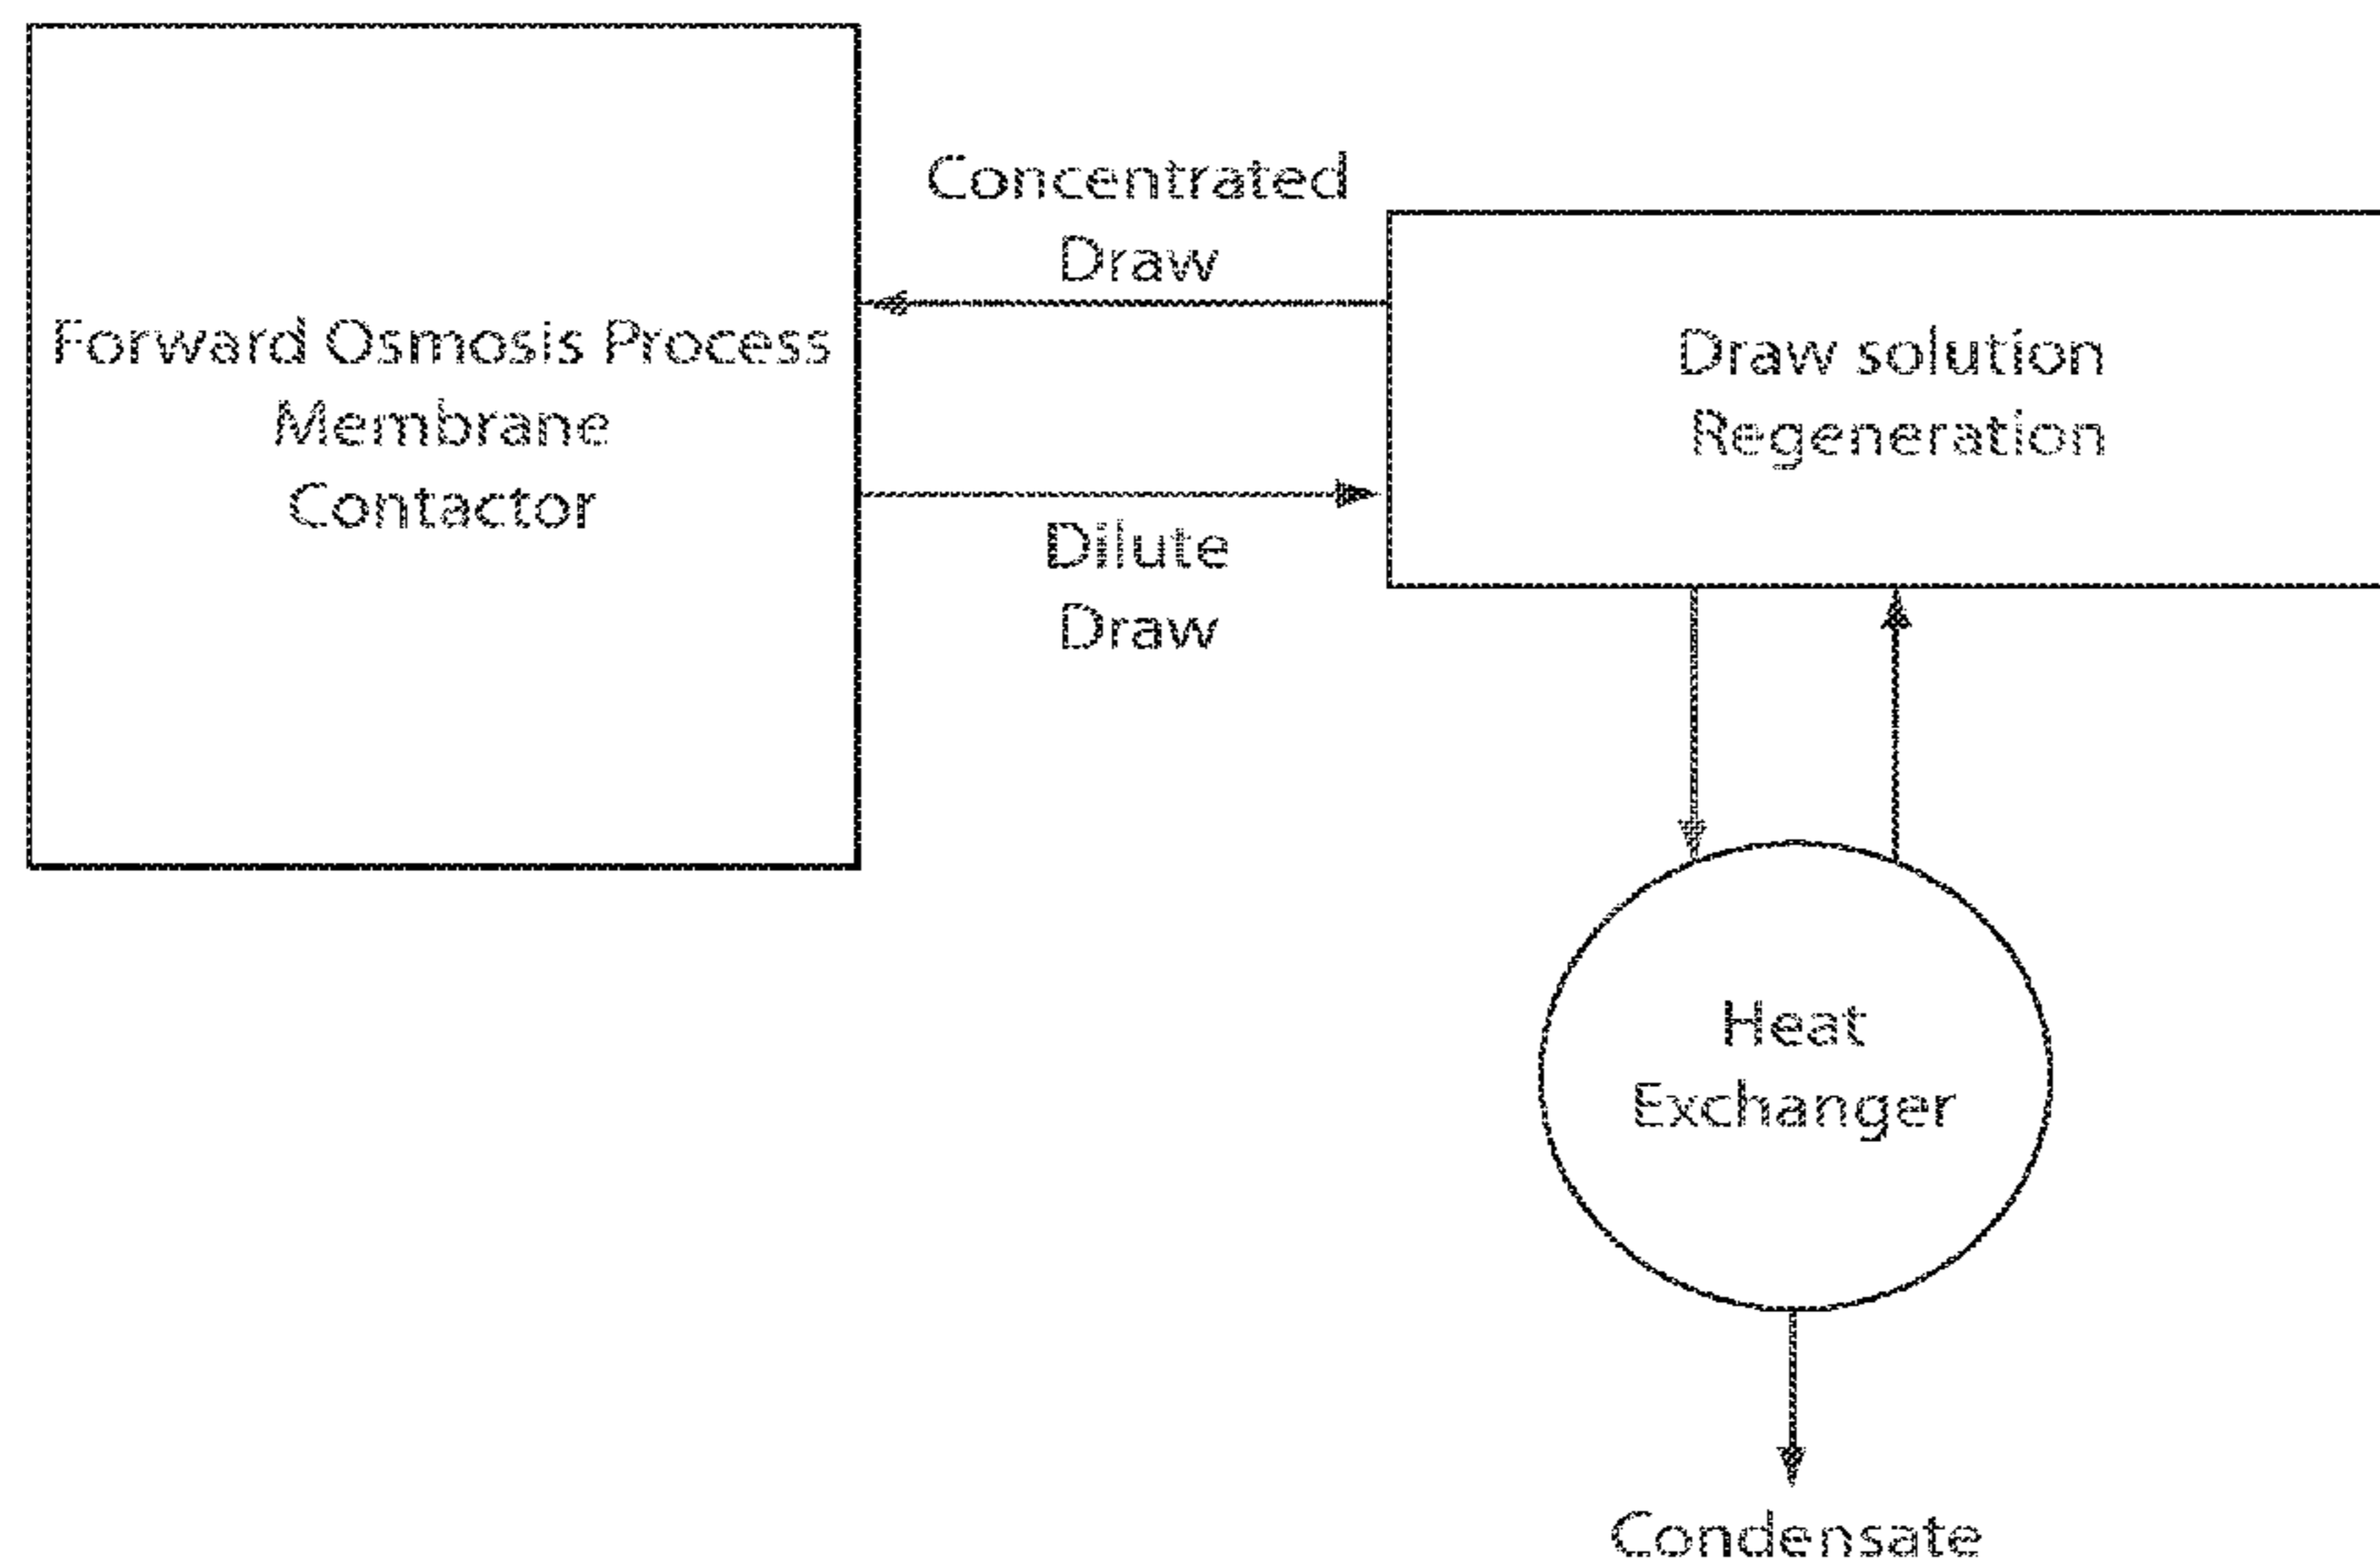 Concentrated
Draw
Forward Osmosis Process
Membrane
Contactor
Draw solution
Regeneration
Dilute
Draw
Heat
Exchanger
Condensate